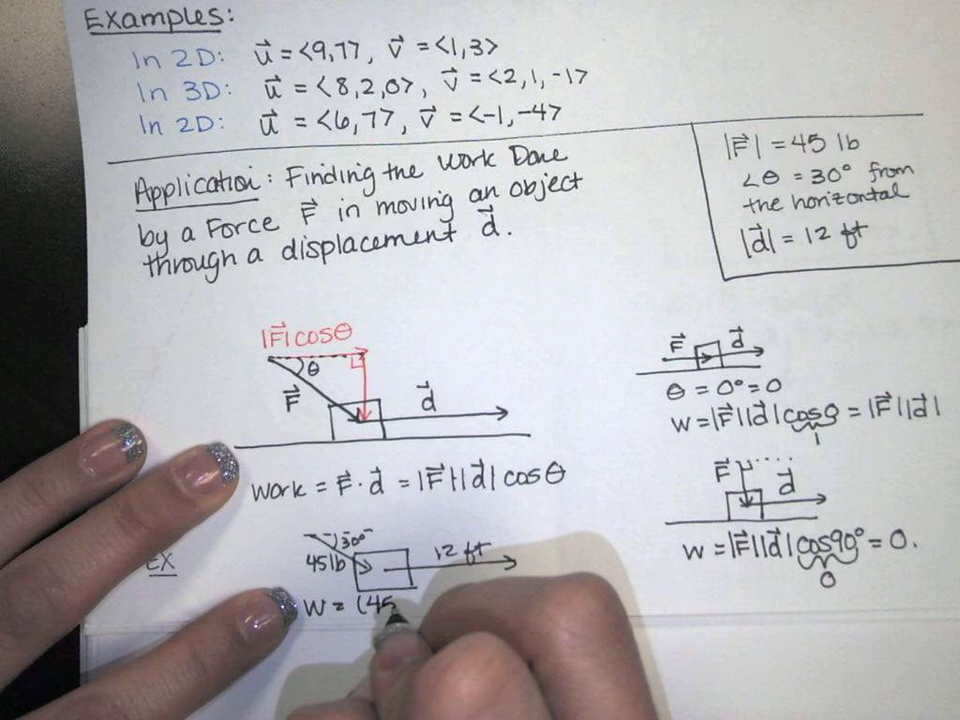 Examples:
In 2D: u⃗ = <9,7>, v⃗ = <1,3>
In 3D: u⃗ = <8,2,0>, v⃗ = <2,1,-1>
In 2D: u⃗ = <6,7>, v⃗ = <-1,-4>
Application: Finding the Work Done
by a Force F⃗ in moving an object
through a displacement d⃗.
|F⃗| = 45 lb
∠θ = 30° from
the horizontal
|d⃗| = 12 ft
|F⃗|cosθ
θ
F⃗
d⃗
Work = F⃗·d⃗ = |F⃗||d⃗|cosθ
F⃗ d⃗
θ = 0° = 0
W = |F⃗||d⃗|cosθ = |F⃗||d⃗|
1
F⃗ d⃗
W = |F⃗||d⃗|cos90° = 0.
0
EX
30°
45lb
12 ft
W = (45